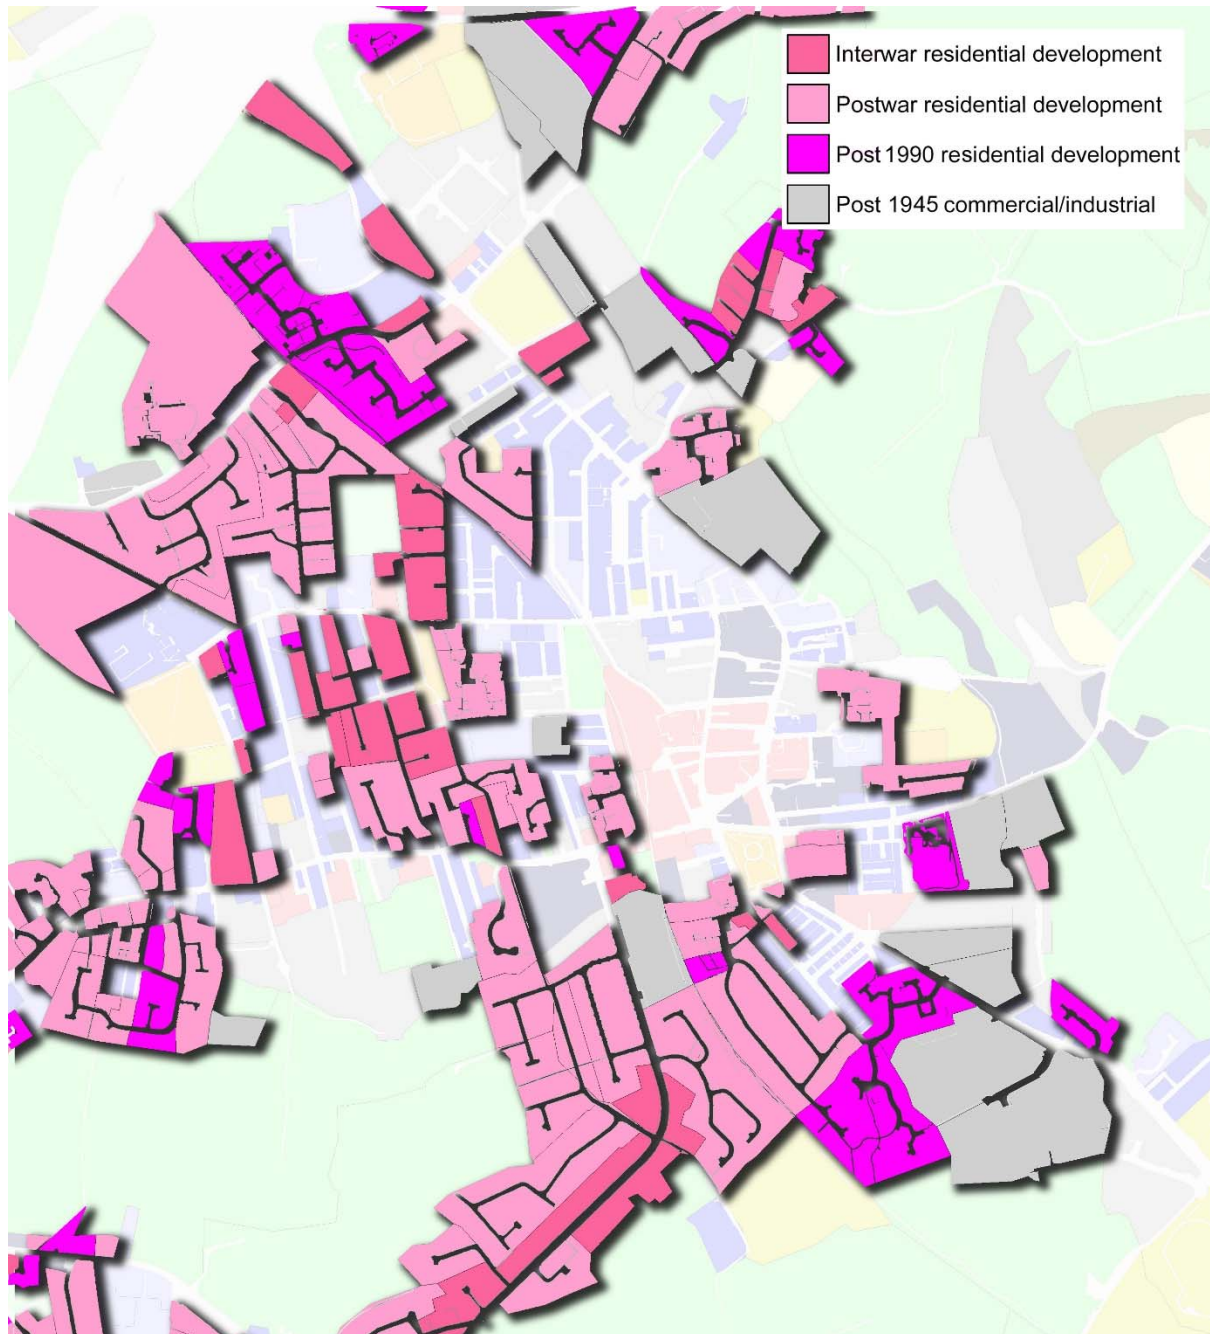 Interwar residential development
Postwar residential development
Post 1990 residential development
Post 1945 commercial/industrial